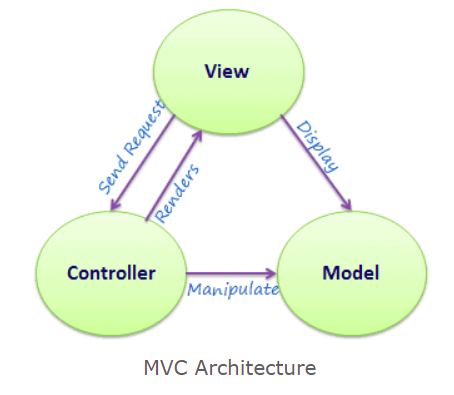 View
Send Request
Renders
Display
Controller
Manipulate
Model
MVC Architecture